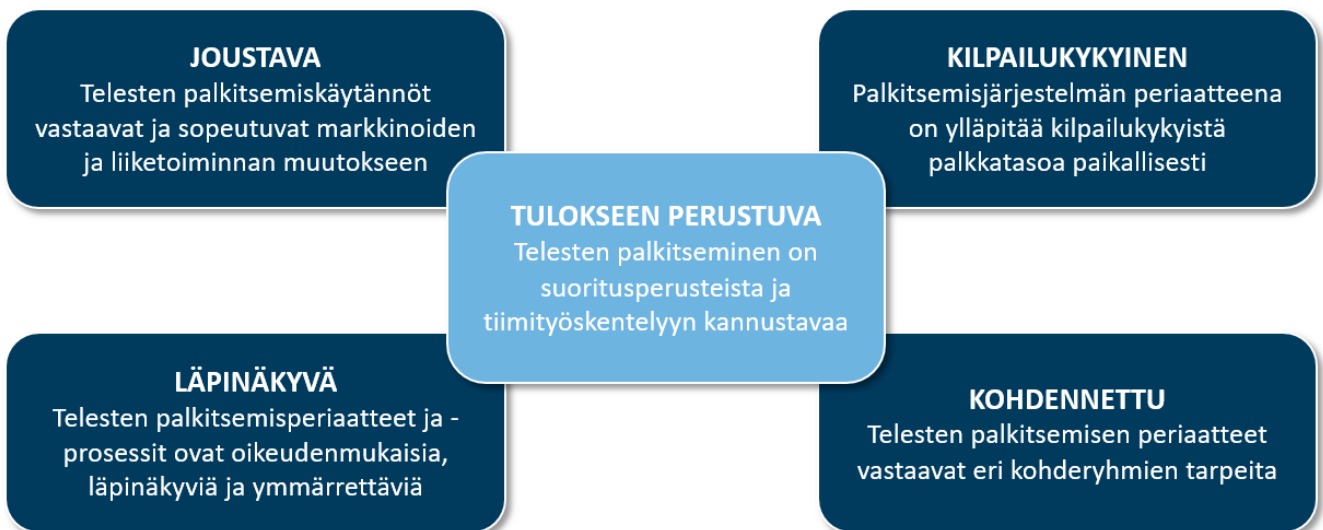 JOUSTAVA
Telesten palkitsemiskäytännöt
vastaavat ja sopeutuvat markkinoiden
ja liiketoiminnan muutokseen
KILPAILUKYKYINEN
Palkitsemisjärjestelmän periaatteena
on ylläpitää kilpailukykyistä
palkkatasoa paikallisesti
TULOKSEEN PERUSTUVA
Telesten palkitseminen on
suoritusperusteista ja
tiimityöskentelyyn kannustavaa
LÄPINÄKYVÄ
Telesten palkitsemisperiaatteet ja -
prosessit ovat oikeudenmukaisia,
läpinäkyviä ja ymmärrettäviä
KOHDENNETTU
Telesten palkitsemisen periaatteet
vastaavat eri kohderyhmien tarpeita